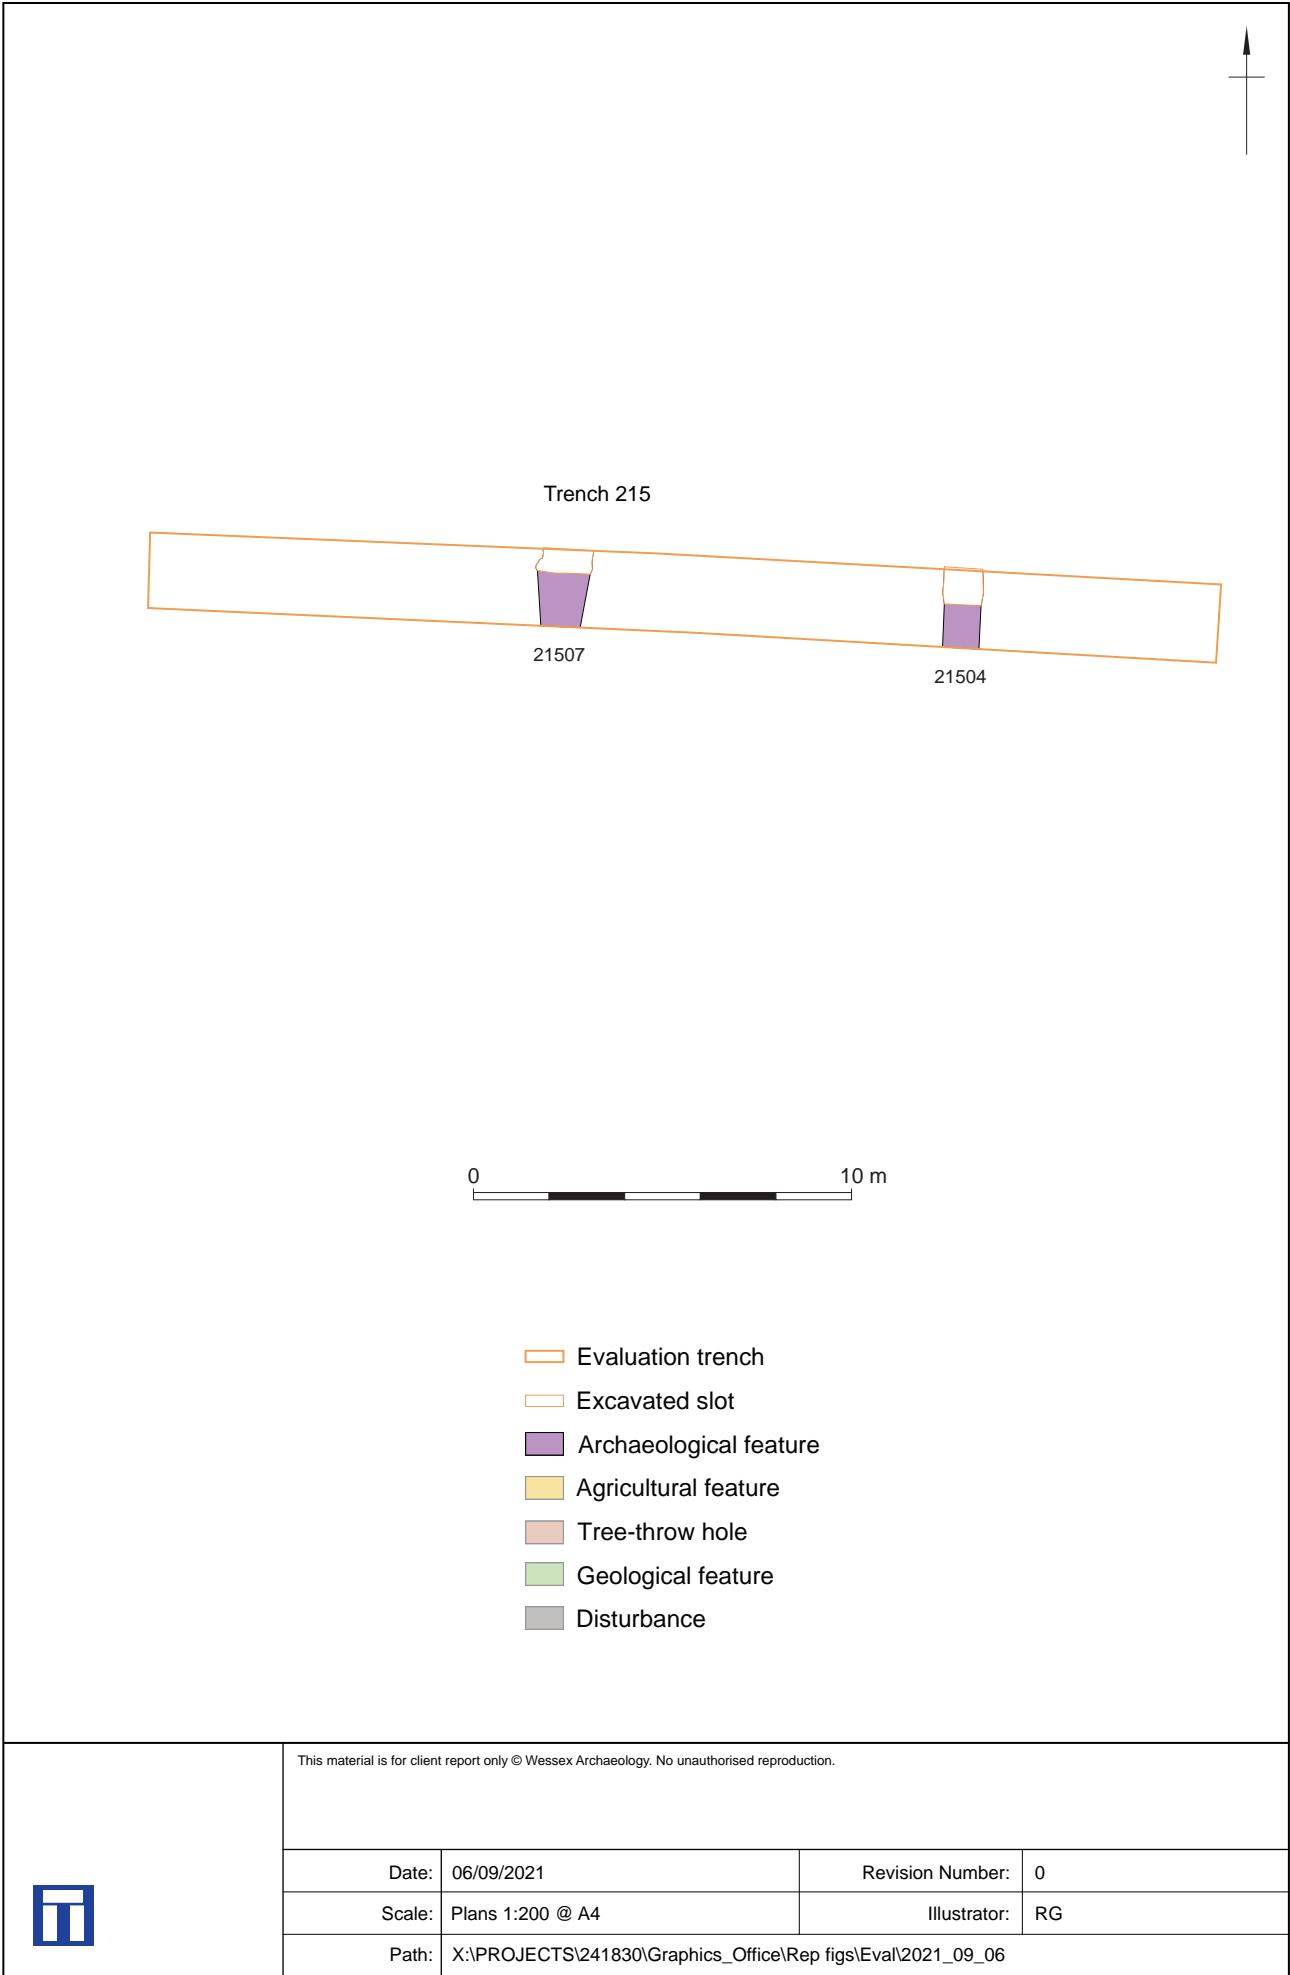 Trench 215
21507
21504
0 10 m
Evaluation trench
Excavated slot
Archaeological feature
Agricultural feature
Tree-throw hole
Geological feature
Disturbance
This material is for client report only © Wessex Archaeology. No unauthorised reproduction.
Date: 06/09/2021 Revision Number: 0
Scale: Plans 1:200 @ A4 Illustrator: RG
Path: X:\PROJECTS\241830\Graphics_Office\Rep figs\Eval\2021_09_06